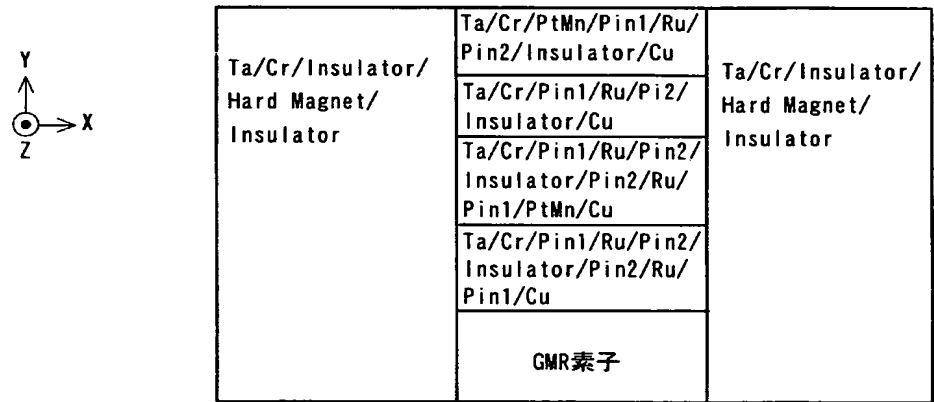 Y
X
Z
Ta/Cr/Insulator/
Hard Magnet/
Insulator
Ta/Cr/PtMn/Pin1/Ru/
Pin2/Insulator/Cu
Ta/Cr/Pin1/Ru/Pi2/
Insulator/Cu
Ta/Cr/Pin1/Ru/Pin2/
Insulator/Pin2/Ru/
Pin1/PtMn/Cu
Ta/Cr/Pin1/Ru/Pin2/
Insulator/Pin2/Ru/
Pin1/Cu
GMR素子
Ta/Cr/Insulator/
Hard Magnet/
Insulator